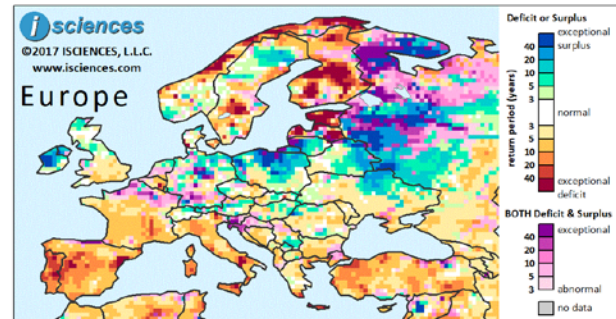 isciences
©2017 ISCIENCES, L.L.C.
www.isciences.com
Europe
Deficit or Surplus
exceptional
surplus
40
20
10
5
3
normal
3
5
10
20
40
exceptional
deficit
return period (years)
BOTH Deficit & Surplus
exceptional
40
20
10
5
3
abnormal
no data